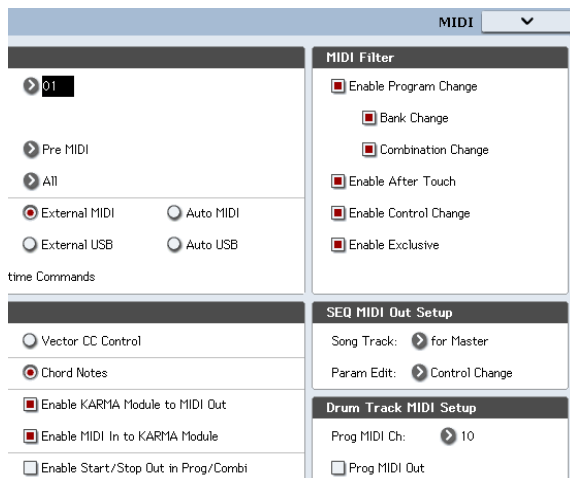 MIDI
MIDI Filter
01
Enable Program Change
Bank Change
Pre MIDI
Combination Change
All
Enable After Touch
External MIDI Auto MIDI
Enable Control Change
External USB Auto USB
Enable Exclusive
time Commands
SEQ MIDI Out Setup
Vector CC Control
Song Track: for Master
Chord Notes
Param Edit: Control Change
Enable KARMA Module to MIDI Out
Drum Track MIDI Setup
Enable MIDI In to KARMA Module
Prog MIDI Ch: 10
Enable Start/Stop Out in Prog/Combi
Prog MIDI Out